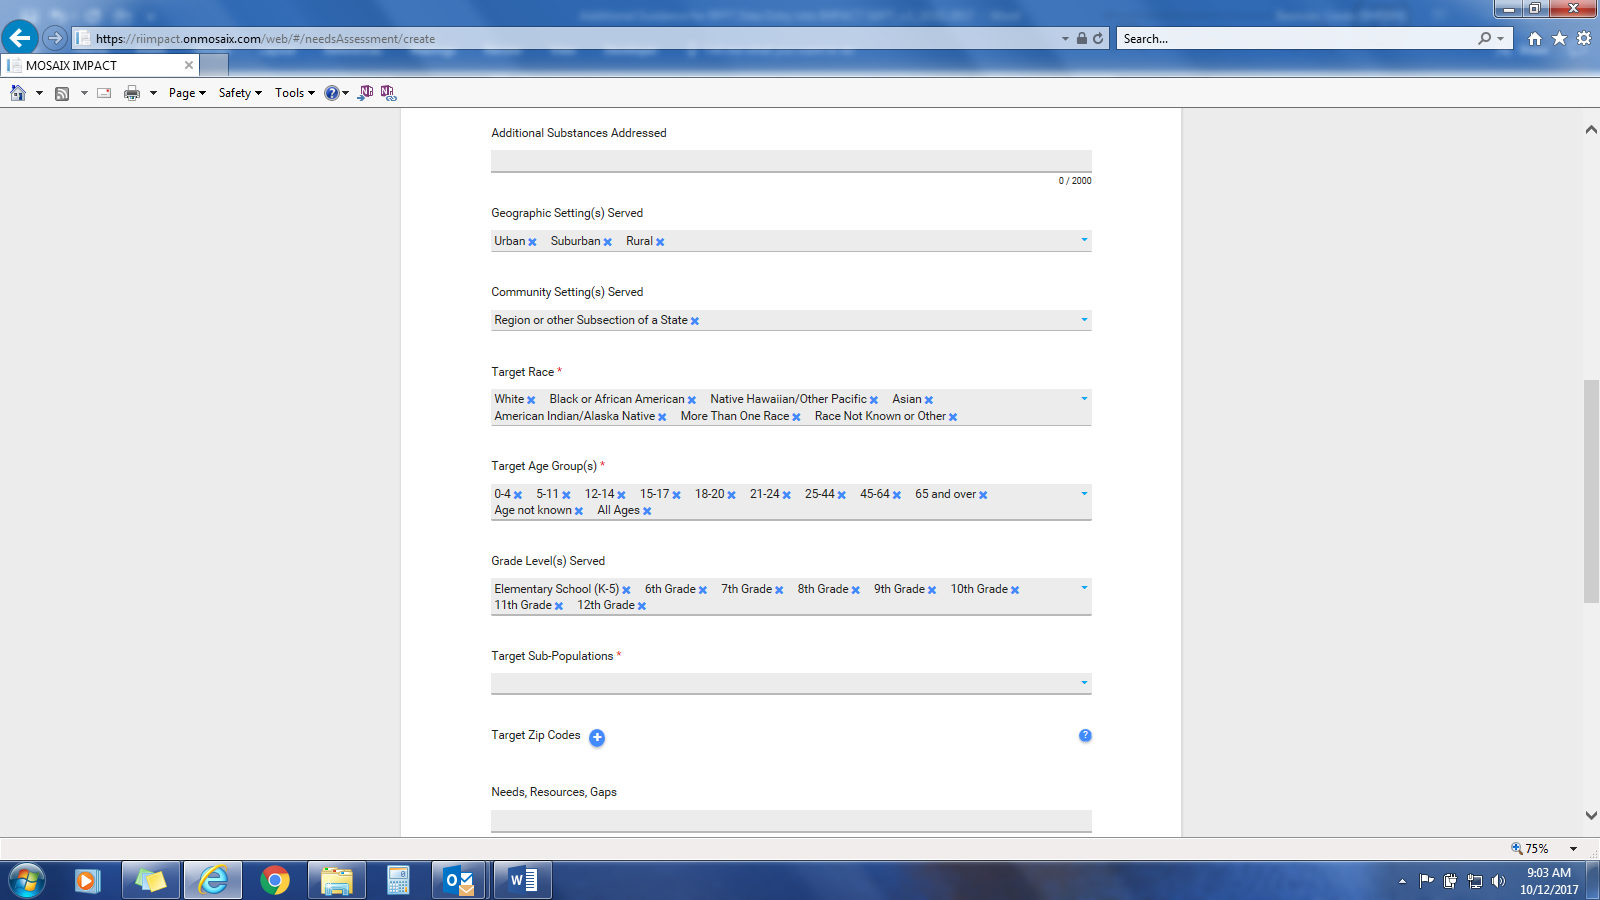 https://riimpact.onmosaix.com/web/#/needsAssessment/create
Search...
MOSAIX IMPACT
Page Safety Tools
Additional Substances Addressed
0 / 2000
Geographic Setting(s) Served
Urban Suburban Rural
Community Setting(s) Served
Region or other Subsection of a State
Target Race *
White Black or African American Native Hawaiian/Other Pacific Asian
American Indian/Alaska Native More Than One Race Race Not Known or Other
Target Age Group(s) *
0-4 5-11 12-14 15-17 18-20 21-24 25-44 45-64 65 and over
Age not known All Ages
Grade Level(s) Served
Elementary School (K-5) 6th Grade 7th Grade 8th Grade 9th Grade 10th Grade
11th Grade 12th Grade
Target Sub-Populations *
Target Zip Codes
Needs, Resources, Gaps
75%
9:03 AM
10/12/2017